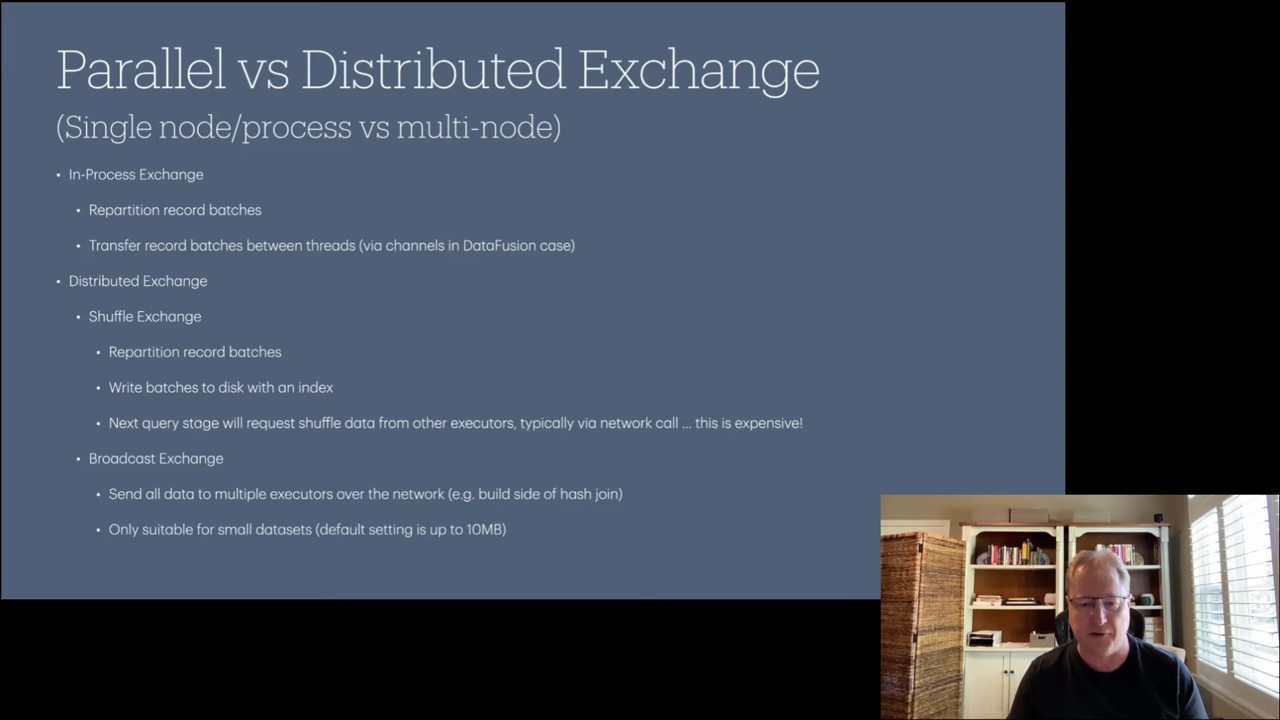 Parallel vs Distributed Exchange
(Single node/process vs multi-node)
• In-Process Exchange
• Repartition record batches
• Transfer record batches between threads (via channels in DataFusion case)
• Distributed Exchange
• Shuffle Exchange
• Repartition record batches
• Write batches to disk with an index
• Next query stage will request shuffle data from other executors, typically via network call ... this is expensive!
• Broadcast Exchange
• Send all data to multiple executors over the network (e.g. build side of hash join)
• Only suitable for small datasets (default setting is up to 10MB)